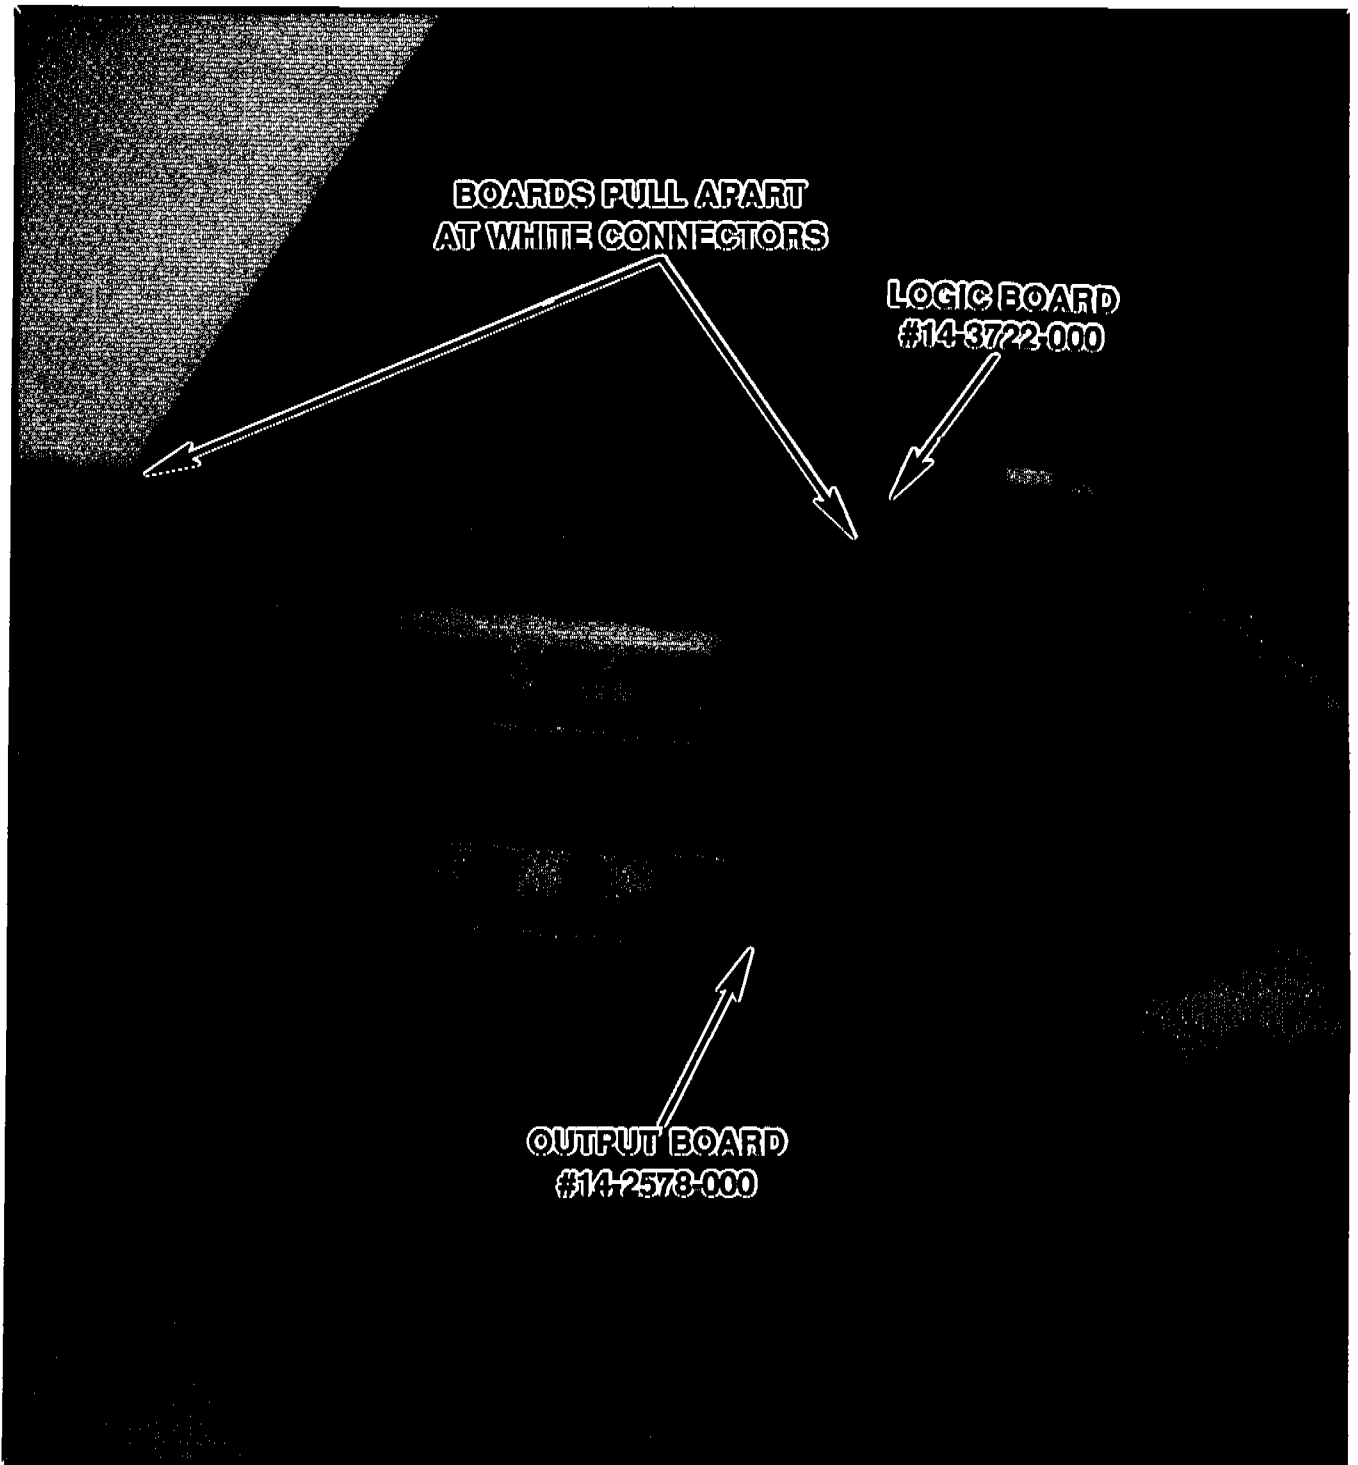 BOARDS PULL APART
AT WHITE CONNECTORS
LOGIC BOARD
#14-3722-000
OUTPUT BOARD
#14-2578-000